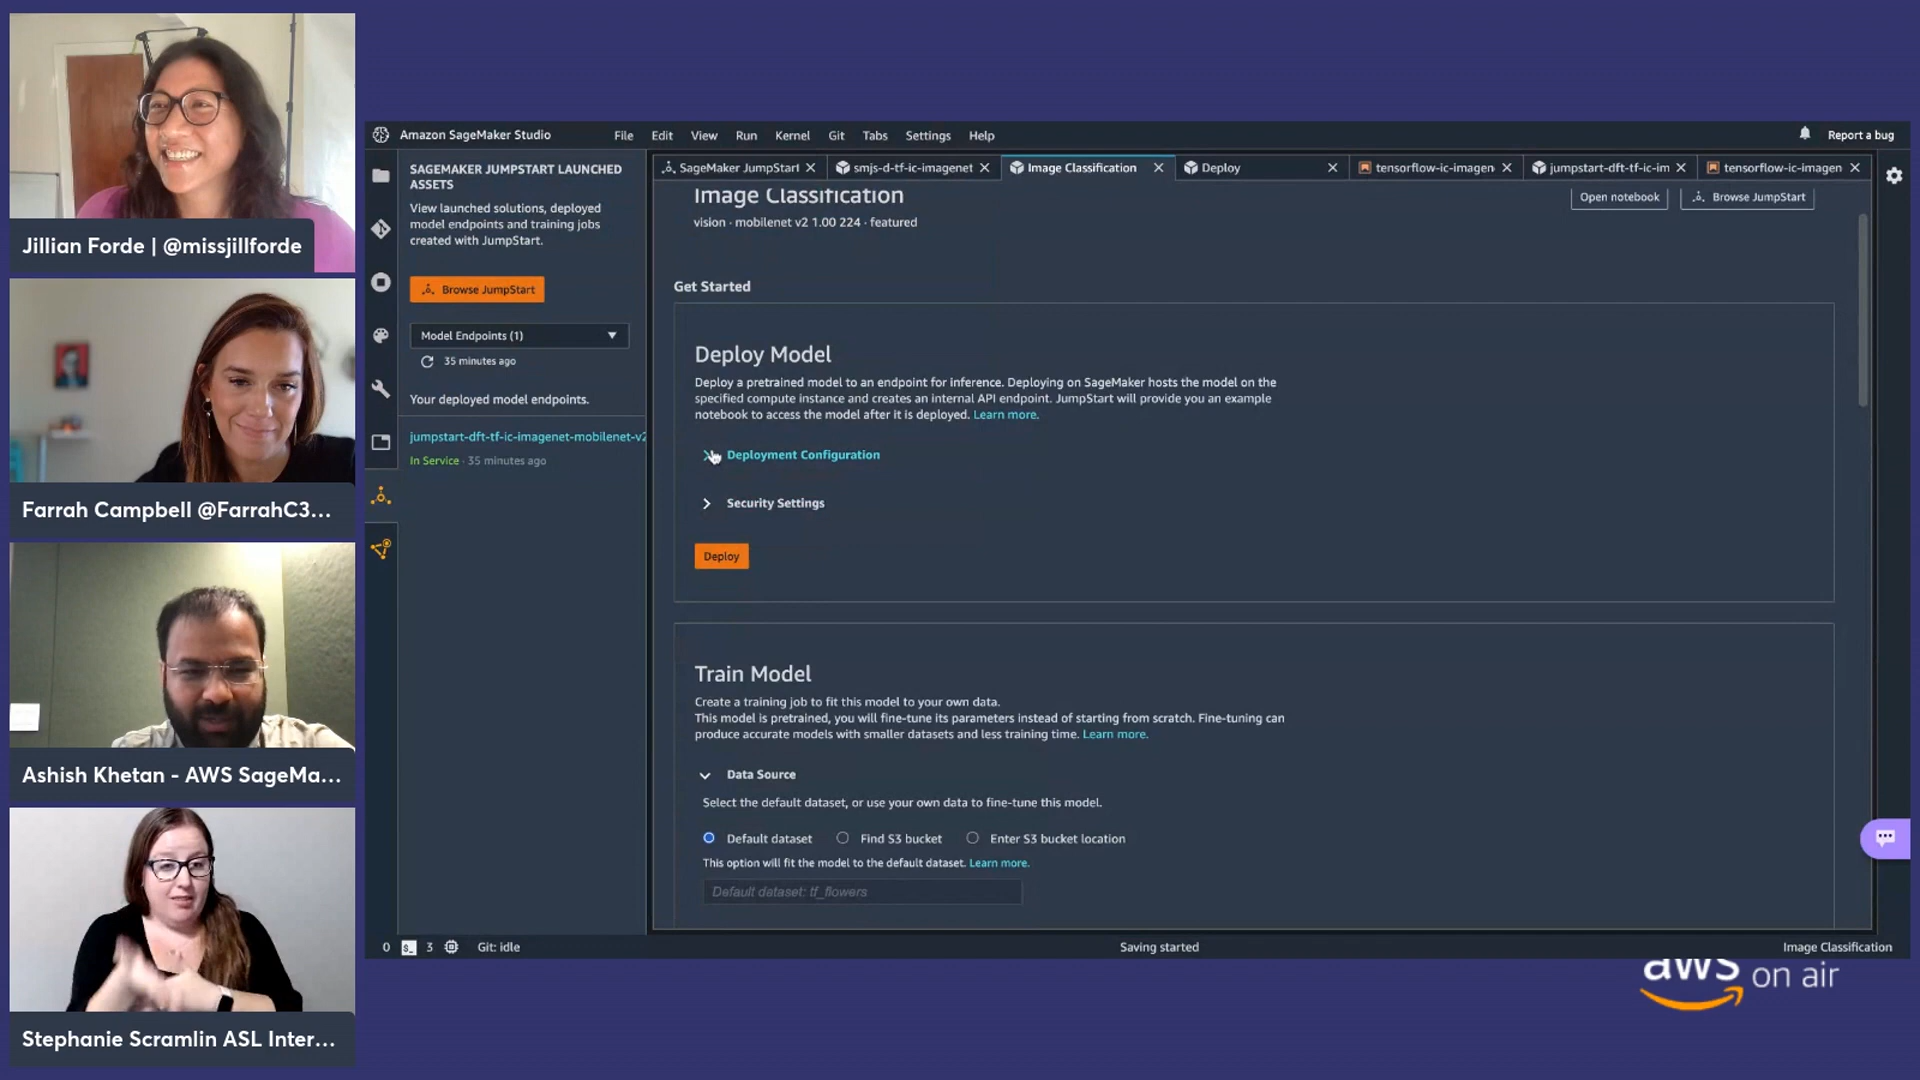 Jillian Forde | @missjillforde
Farrah Campbell @FarrahC3...
Ashish Khetan - AWS SageMa...
Stephanie Scramlin ASL Inter...
Amazon SageMaker Studio
File Edit View Run Kernel Git Tabs Settings Help
Report a bug
SAGEMAKER JUMPSTART LAUNCHED
ASSETS
View launched solutions, deployed
model endpoints and training jobs
created with JumpStart.
Browse JumpStart
Model Endpoints (1)
35 minutes ago
Your deployed model endpoints.
jumpstart-dft-tf-ic-imagenet-mobilenet-v2
In Service · 35 minutes ago
SageMaker JumpStart
smjs-d-tf-ic-imagenet
Image Classification
Deploy
tensorflow-ic-imagen
jumpstart-dft-tf-ic-im
tensorflow-ic-imagen
Image Classification
vision · mobilenet v2 1.00 224 · featured
Open notebook
Browse JumpStart
Get Started
Deploy Model
Deploy a pretrained model to an endpoint for inference. Deploying on SageMaker hosts the model on the
specified compute instance and creates an internal API endpoint. JumpStart will provide you an example
notebook to access the model after it is deployed. Learn more.
Deployment Configuration
Security Settings
Deploy
Train Model
Create a training job to fit this model to your own data.
This model is pretrained, you will fine-tune its parameters instead of starting from scratch. Fine-tuning can
produce accurate models with smaller datasets and less training time. Learn more.
Data Source
Select the default dataset, or use your own data to fine-tune this model.
Default dataset Find S3 bucket Enter S3 bucket location
This option will fit the model to the default dataset. Learn more.
Default dataset: tf_flowers
0 $_ 3 Git: idle
Saving started
Image Classification
aws on air